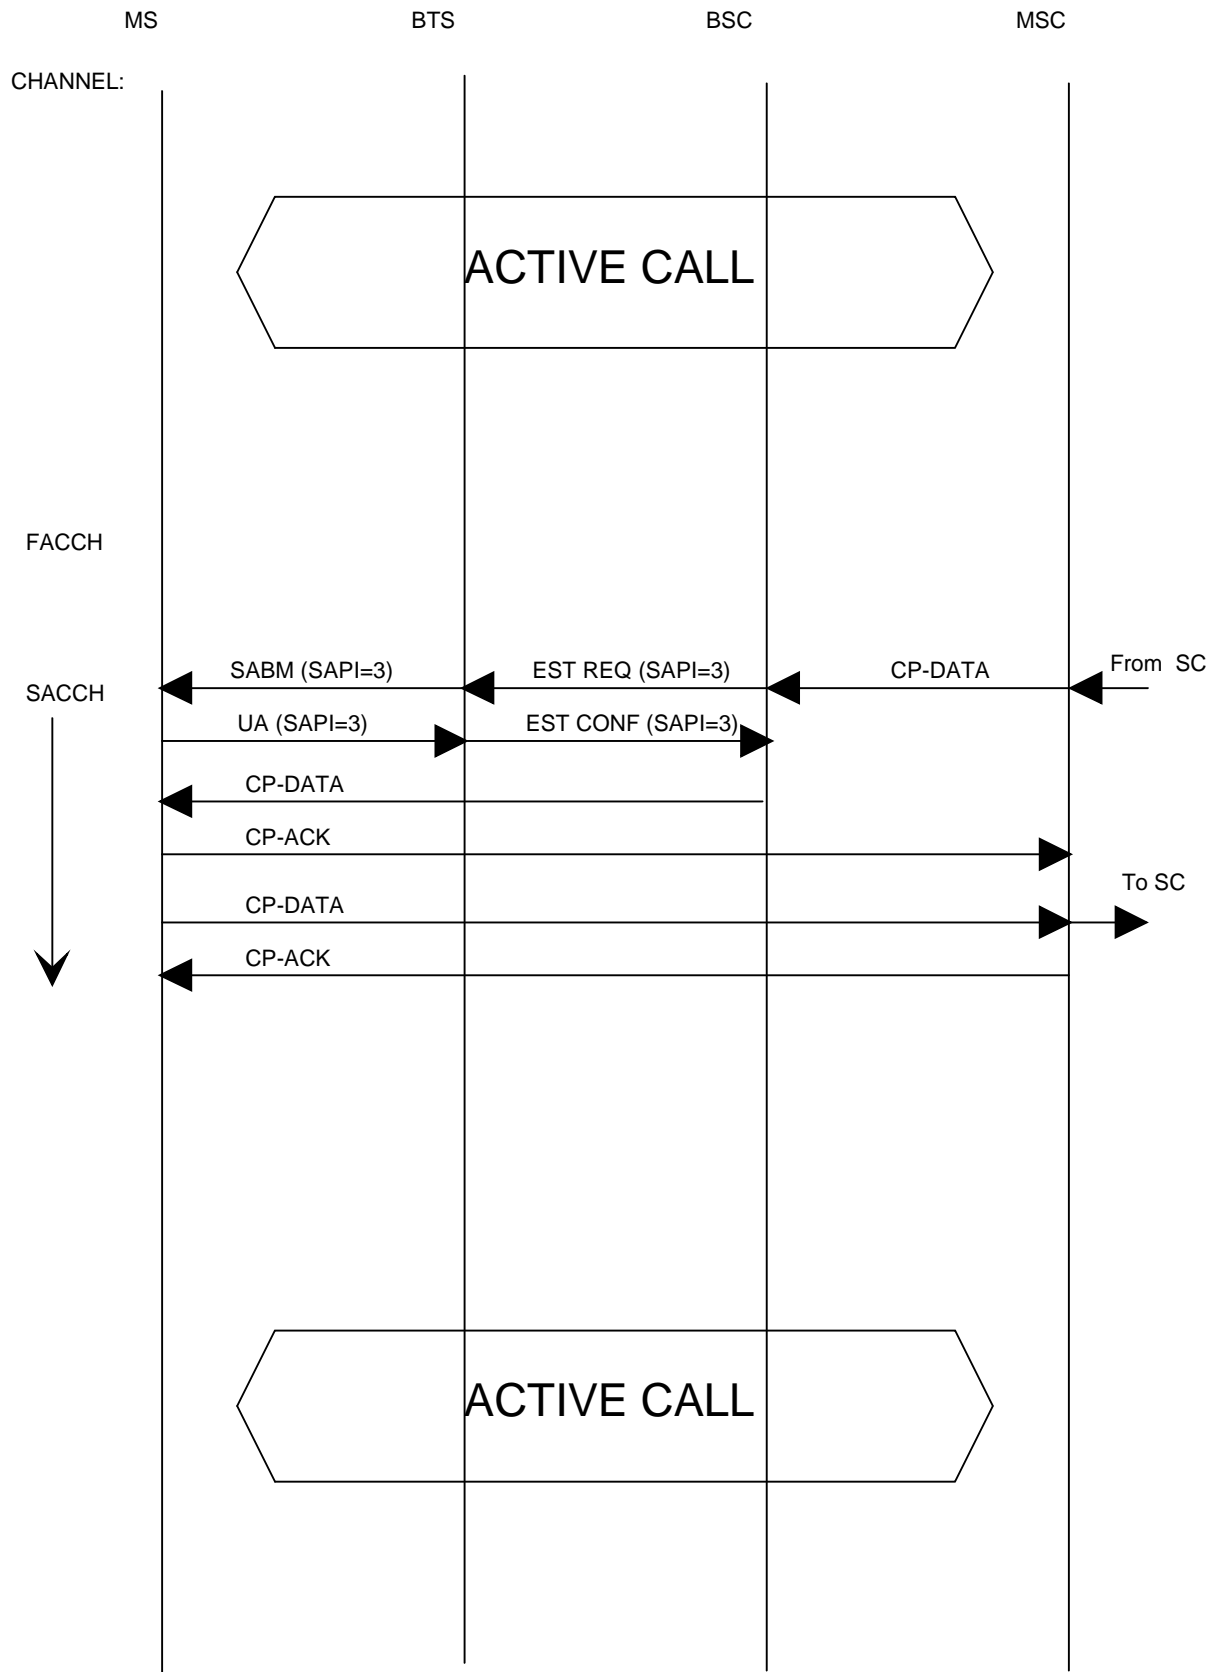 MS BTS BSC MSC
CHANNEL:
ACTIVE CALL
FACCH
SABM (SAPI=3) EST REQ (SAPI=3) CP-DATA From SC
SACCH
UA (SAPI=3) EST CONF (SAPI=3)
CP-DATA
CP-ACK
To SC
CP-DATA
CP-ACK
ACTIVE CALL